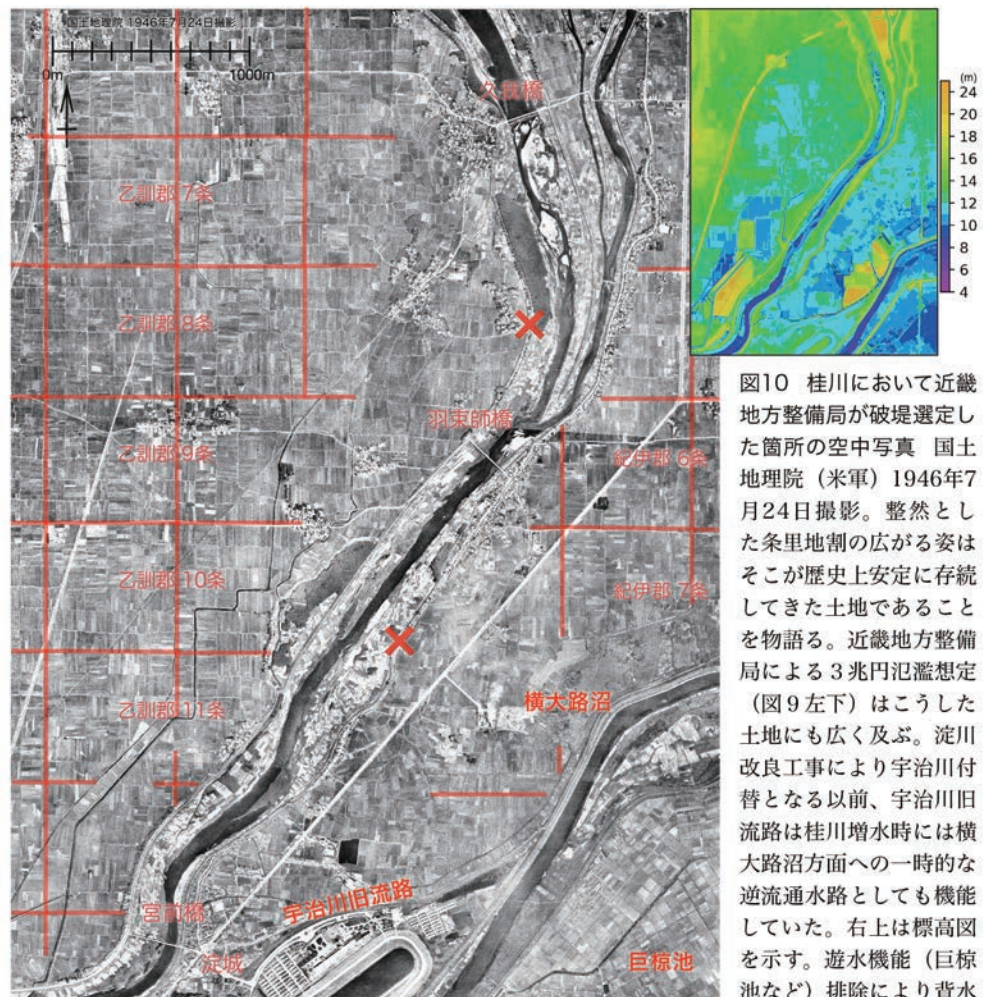 国土地理院 1946年7月24日撮影
0m 1000m
久我橋
乙訓郡 7条
乙訓郡 8条
羽束師橋
乙訓郡 9条
紀伊郡 6条
乙訓郡 10条
紀伊郡 7条
乙訓郡 11条
横大路沼
宇治川旧流路
宮前橋
淀城
巨椋池
(m)
24
20
18
16
14
12
10
8
6
4
図10 桂川において近畿
地方整備局が破堤選定し
た箇所の空中写真 国土
地理院（米軍）1946年7
月24日撮影。整然とし
た条里地割の広がる姿は
そこが歴史上安定に存続
してきた土地であること
を物語る。近畿地方整備
局による3兆円氾濫想定
（図9左下）はこうした
土地にも広く及ぶ。淀川
改良工事により宇治川付
替となる以前、宇治川旧
流路は桂川増水時には横
大路沼方面への一時的な
逆流通水路としても機能
していた。右上は標高図
を示す。遊水機能（巨椋
池など）排除により背水